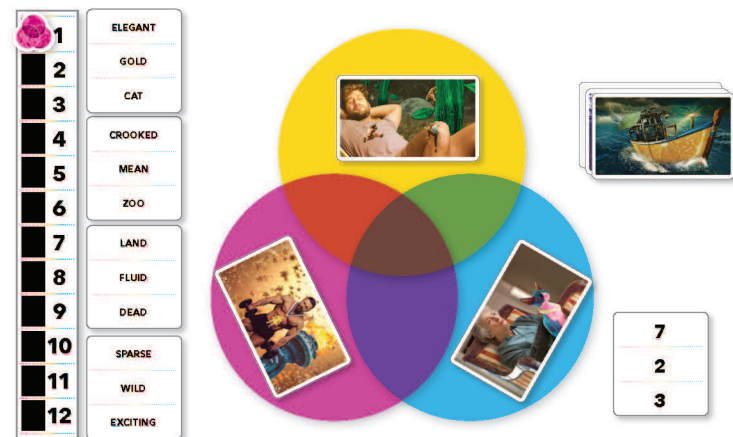 1
ELEGANT
2
GOLD
3
CAT
4
CROOKED
5
MEAN
6
ZOO
7
LAND
8
FLUID
9
DEAD
10
SPARSE
11
WILD
12
EXCITING
7
2
3